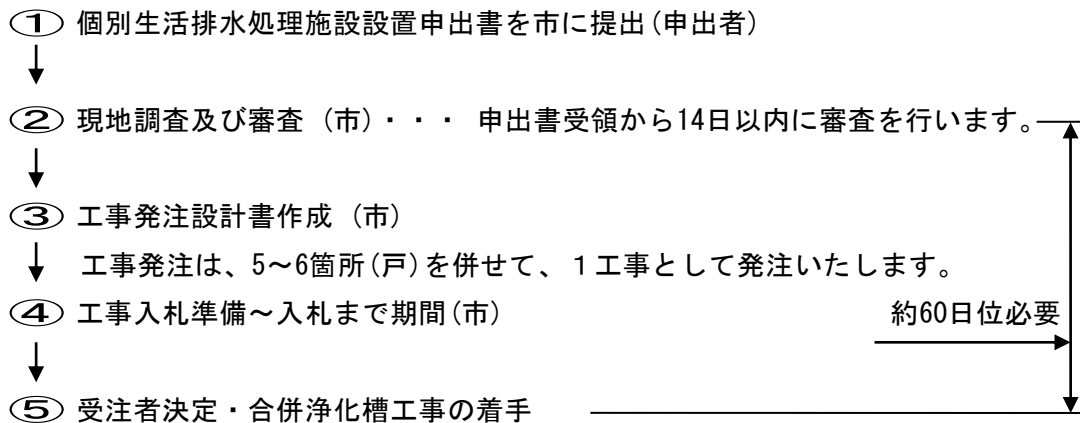 ① 個別生活排水処理施設設置申出書を市に提出(申出者)
② 現地調査及び審査 (市)・・・ 申出書受領から14日以内に審査を行います。
③ 工事発注設計書作成 (市)
工事発注は、5～6箇所(戸)を併せて、１工事として発注いたします。
④ 工事入札準備～入札まで期間(市)
約60日位必要
⑤ 受注者決定・合併浄化槽工事の着手